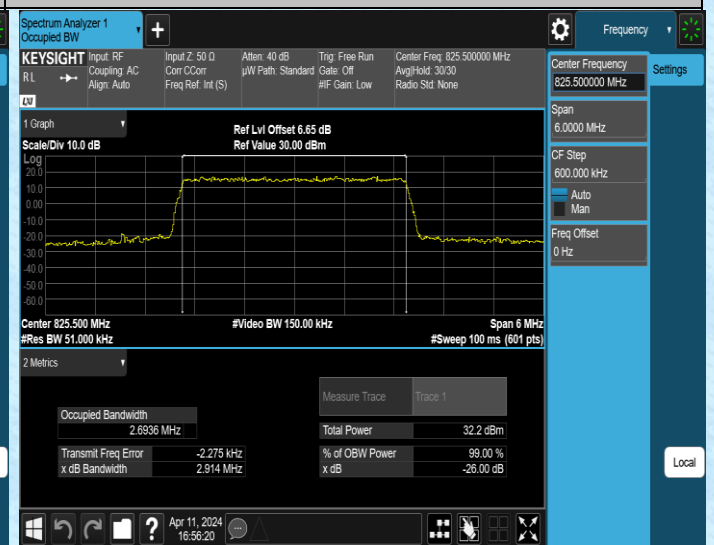 Spectrum Analyzer 1
Occupied BW
Frequency
KEYSIGHT
R L
LXI
Input: RF
Coupling: AC
Align: Auto
Input Z: 50 Ω
Corr CCorr
Freq Ref: Int (S)
Atten: 40 dB
µW Path: Standard
Trig: Free Run
Gate: Off
#IF Gain: Low
Center Freq: 825.500000 MHz
Avg|Hold: 30/30
Radio Std: None
Center Frequency
825.500000 MHz
Settings
Span
6.0000 MHz
CF Step
600.000 kHz
Auto
Man
Freq Offset
0 Hz
1 Graph
Scale/Div 10.0 dB
Ref Lvl Offset 6.65 dB
Ref Value 30.00 dBm
Log
20.0
10.0
0.00
-10.0
-20.0
-30.0
-40.0
-50.0
-60.0
Center 825.500 MHz
#Video BW 150.00 kHz
Span 6 MHz
#Res BW 51.000 kHz
#Sweep 100 ms (601 pts)
2 Metrics
Measure Trace
Trace 1
Occupied Bandwidth
2.6936 MHz
Total Power
32.2 dBm
Transmit Freq Error
-2.275 kHz
% of OBW Power
99.00 %
x dB Bandwidth
2.914 MHz
x dB
-26.00 dB
Local
?
Apr 11, 2024
16:56:20